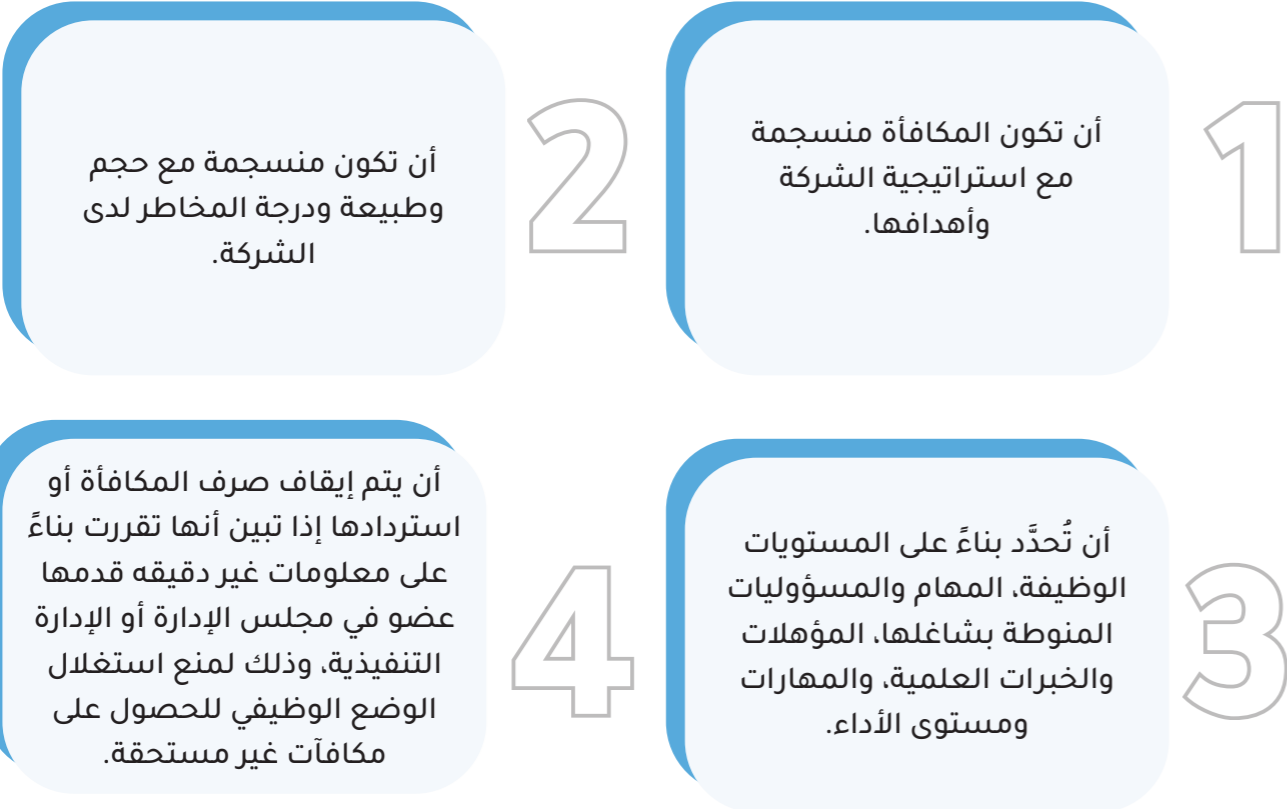 1
أن تكون المكافأة منسجمة
مع استراتيجية الشركة
وأهدافها.
2
أن تكون منسجمة مع حجم
وطبيعة ودرجة المخاطر لدى
الشركة.
3
أن تُحدَّد بناءً على المستويات
الوظيفة، المهام والمسؤوليات
المنوطة بشاغلها، المؤهلات
والخبرات العلمية، والمهارات
ومستوى الأداء.
4
أن يتم إيقاف صرف المكافأة أو
استردادها إذا تبين أنها تقررت بناءً
على معلومات غير دقيقه قدمها
عضو في مجلس الإدارة أو الإدارة
التنفيذية، وذلك لمنع استغلال
الوضع الوظيفي للحصول على
مكافآت غير مستحقة.